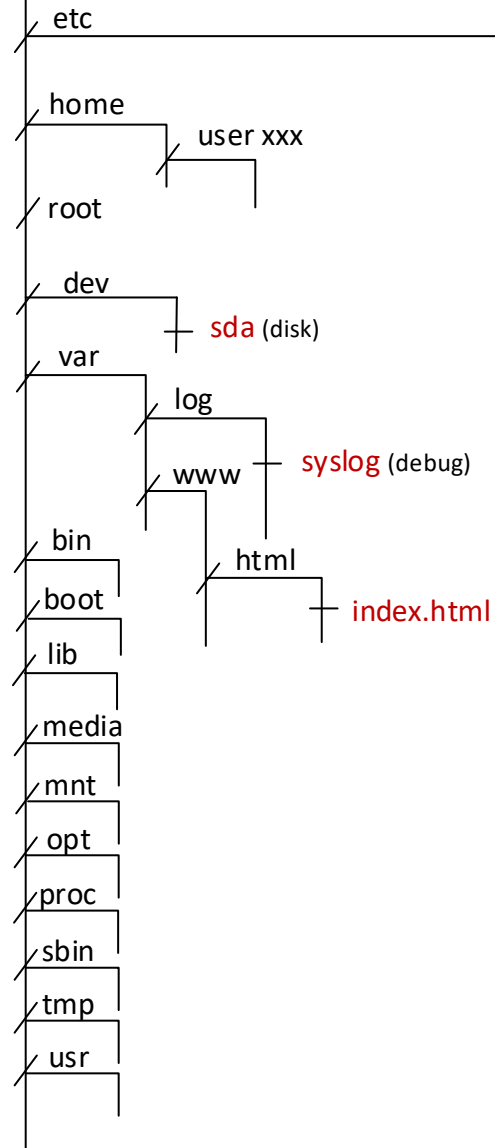 etc
home
user xxx
root
dev
sda (disk)
var
log
syslog (debug)
www
bin
html
boot
index.html
lib
media
mnt
opt
proc
sbin
tmp
usr